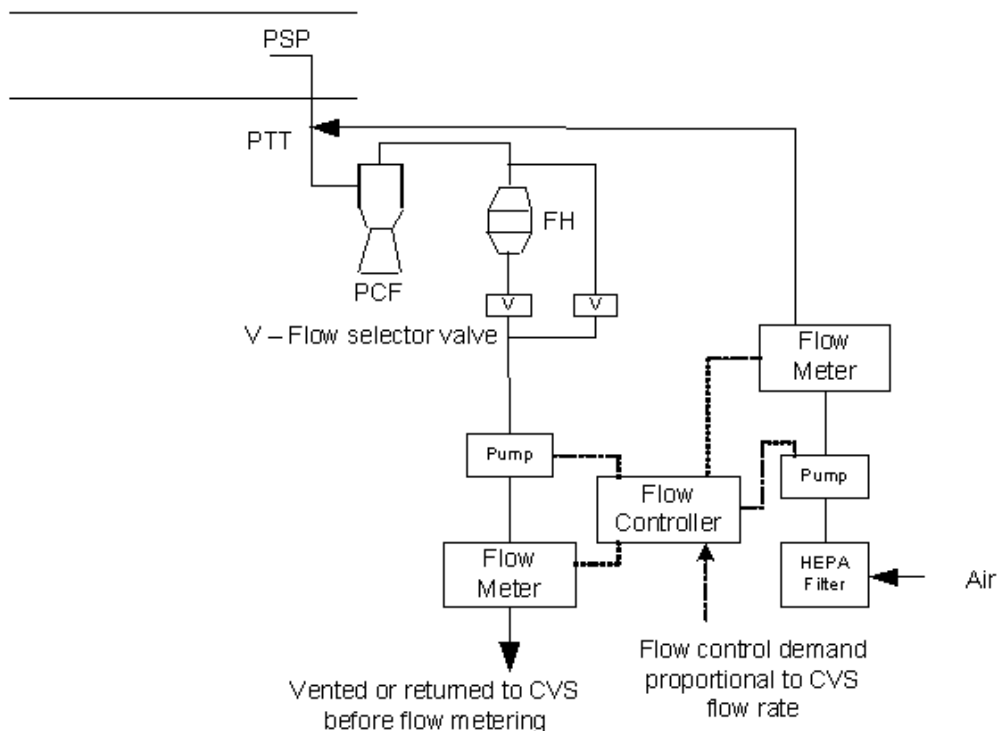 PSP
PTT
FH
PCF
V
V
V – Flow selector valve
Flow
Meter
Pump
Pump
Flow
Controller
HEPA
Filter
Air
Flow
Meter
Vented or returned to CVS
before flow metering
Flow control demand
proportional to CVS
flow rate